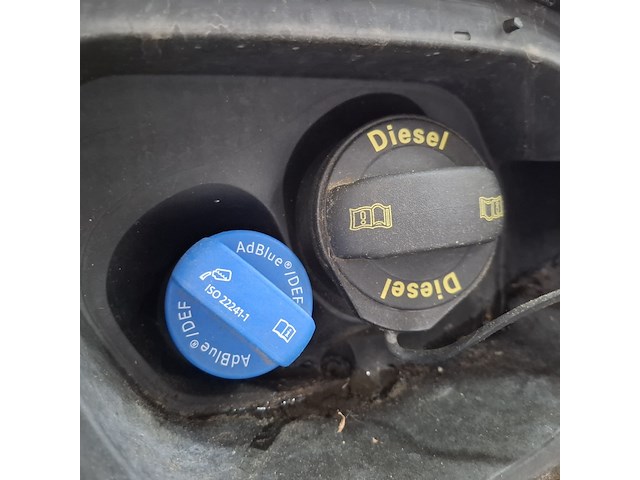 Diesel
Diesel
AdBlue®/DEF
ISO 22241-1
AdBlue®/DEF